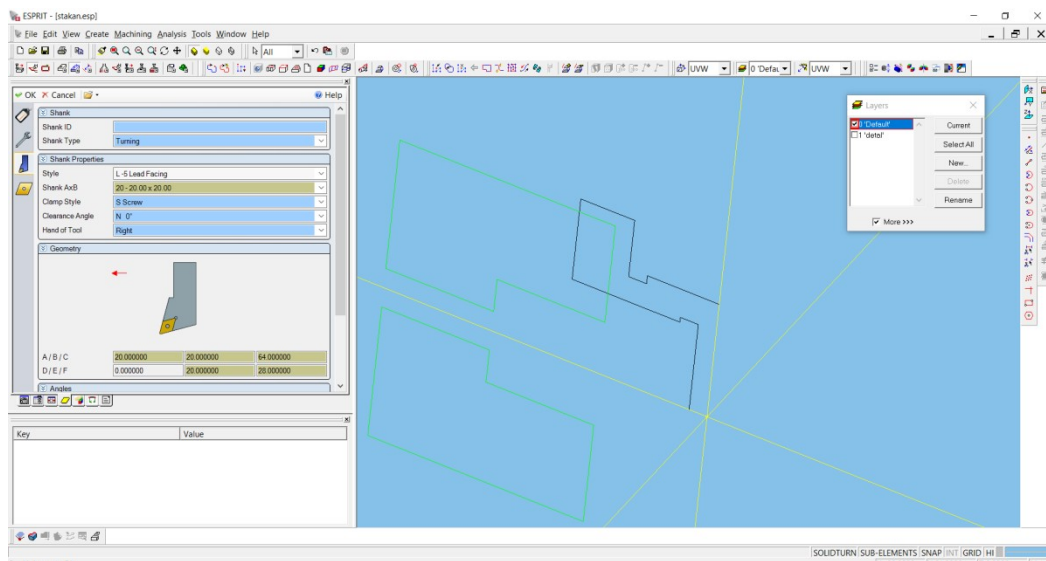 ESPRIT - [stakan.esp]
File Edit View Create Machining Analysis Tools Window Help
All
UVW 0 'Defau UVW
OK Cancel Help
Shank
Shank ID
Shank Type Turning
Shank Properties
Style L -5 Lead Facing
Shank AxB 20 - 20.00 x 20.00
Clamp Style S Screw
Clearance Angle N 0°
Hand of Tool Right
Geometry
A / B / C 20.000000 20.000000 64.000000
D / E / F 0.000000 20.000000 28.000000
Angles
Key Value
Layers
0 'Default' Current
1 'detal' Select All
New...
Delete
Rename
More >>>
SOLIDTURN SUB-ELEMENTS SNAP INT GRID HI